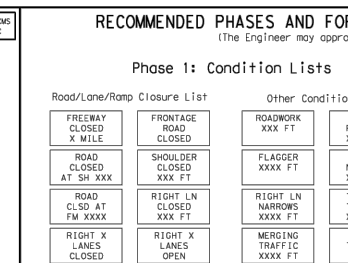 CMS
RECOMMENDED PHASES AND
(The Engineer may
Phase 1: Condition Lists
Road/Lane/Ramp Closure List
Other
FREEWAY
CLOSED
X MILE
FRONTAGE
ROAD
CLOSED
ROADWORK
XXX FT
ROAD
CLOSED
AT SH XXX
SHOULDER
CLOSED
XXX FT
FLAGGER
XXXX FT
ROAD
CLSD AT
FM XXXX
RIGHT LN
CLOSED
XXX FT
RIGHT LN
NARROWS
XXXX FT
RIGHT X
LANES
CLOSED
RIGHT X
LANES
OPEN
MERGING
TRAFFIC
XXXX FT